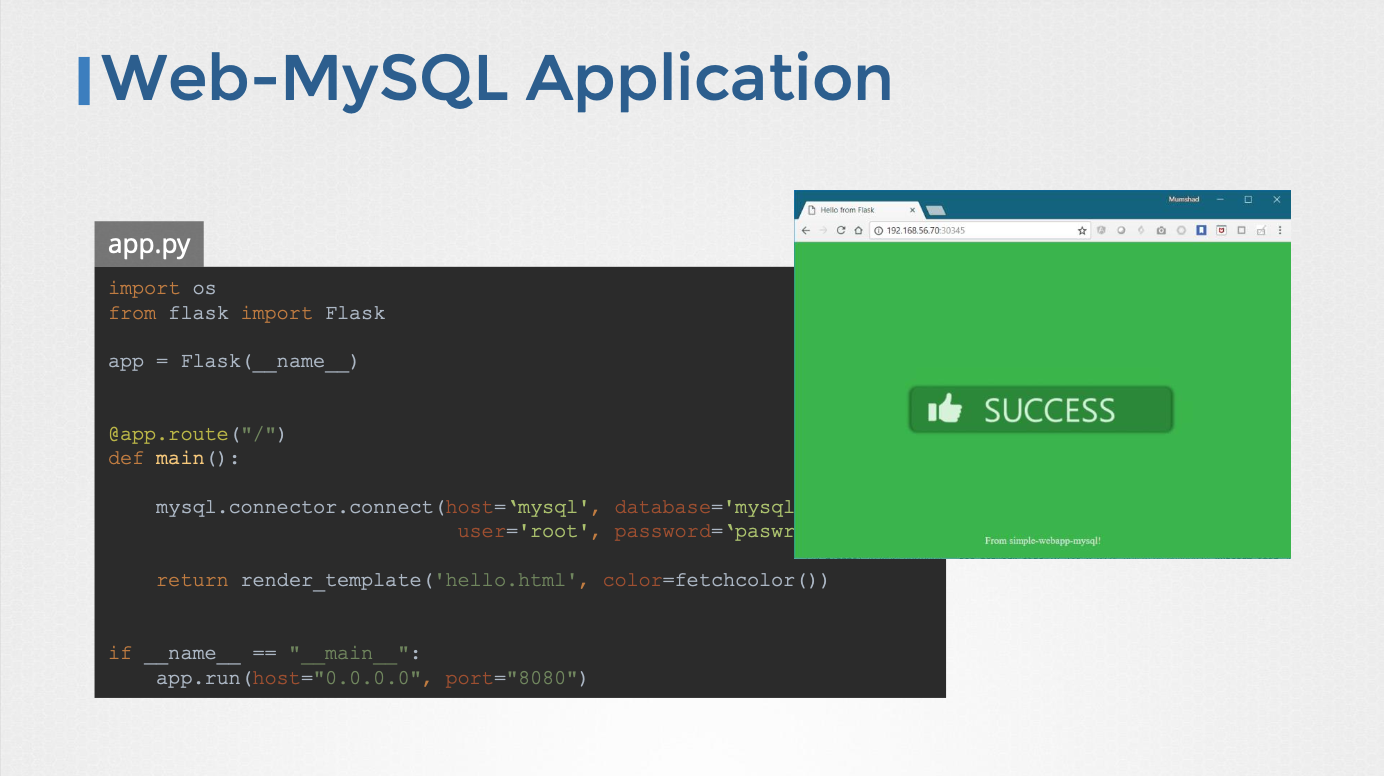 Web-MySQL Application
app.py
import os
from flask import Flask
app = Flask(__name__)
@app.route("/")
def main():
mysql.connector.connect(host=‘mysql', database='mysql
user='root', password=‘paswr
return render_template('hello.html', color=fetchcolor())
if __name__ == "__main__":
app.run(host="0.0.0.0", port="8080")
Mumshad
Hello from Flask
192.168.56.70:30345
SUCCESS
From simple-webapp-mysql!